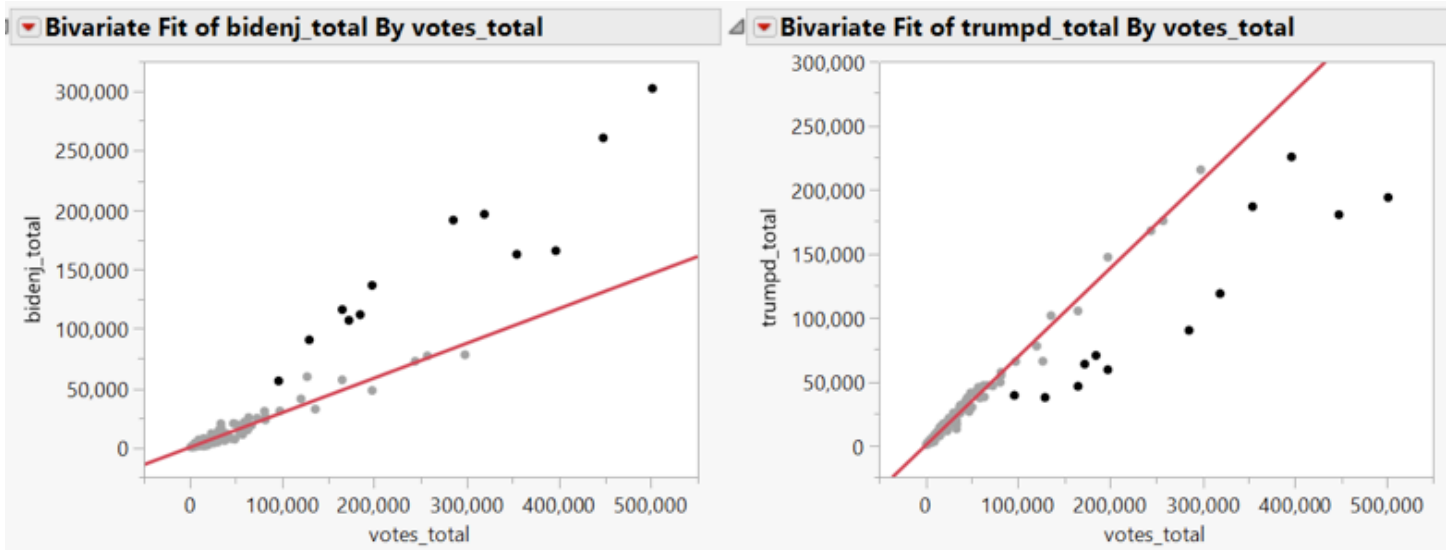 Bivariate Fit of bidenj_total By votes_total
300,000
250,000
200,000
150,000
100,000
50,000
0
bidenj_total
0 100,000 200,000 300,000 400,000 500,000
votes_total
Bivariate Fit of trumpd_total By votes_total
300,000
250,000
200,000
150,000
100,000
50,000
0
trumpd_total
0 100,000 200,000 300,000 400,000 500,000
votes_total